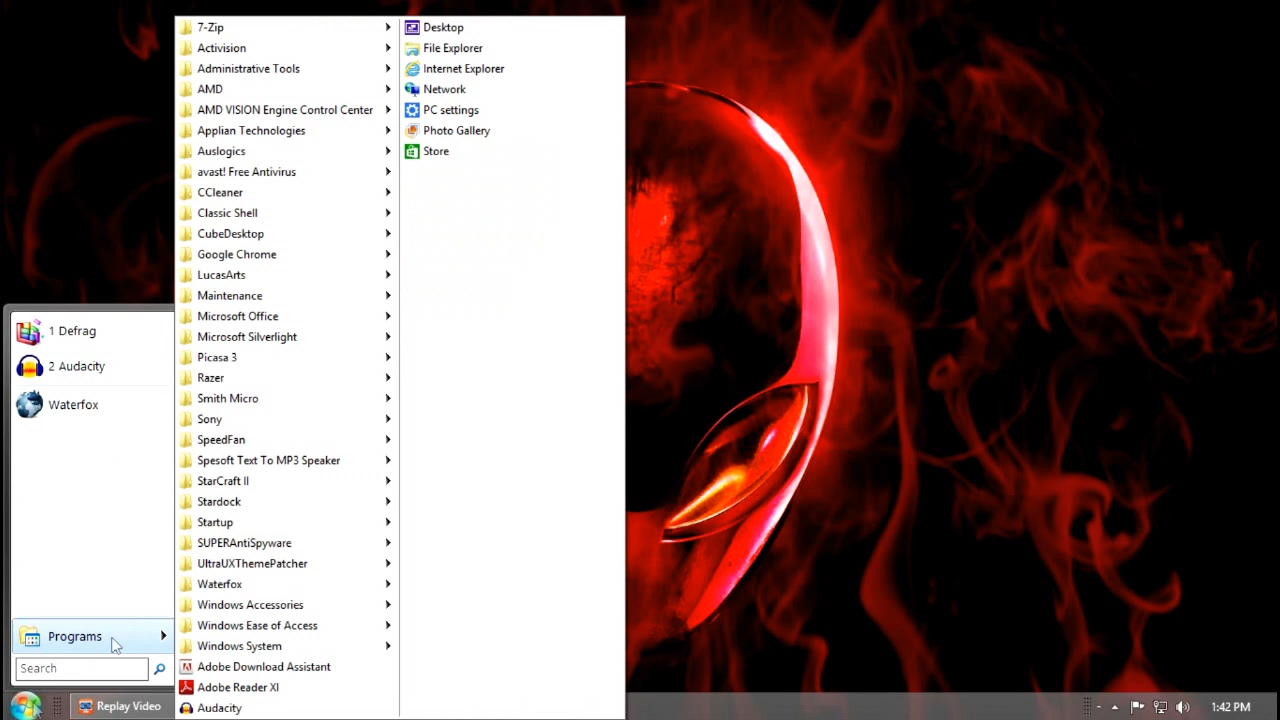 7-Zip
Activision
Administrative Tools
AMD
AMD VISION Engine Control Center
Applian Technologies
Auslogics
avast! Free Antivirus
CCleaner
Classic Shell
CubeDesktop
Google Chrome
LucasArts
Maintenance
Microsoft Office
Microsoft Silverlight
Picasa 3
Razer
Smith Micro
Sony
SpeedFan
Spesoft Text To MP3 Speaker
StarCraft II
Stardock
Startup
SUPERAntiSpyware
UltraUXThemePatcher
Waterfox
Windows Accessories
Windows Ease of Access
Windows System
Adobe Download Assistant
Adobe Reader XI
Audacity
Desktop
File Explorer
Internet Explorer
Network
PC settings
Photo Gallery
Store
1 Defrag
2 Audacity
Waterfox
Programs
Search
Replay Video
1:42 PM